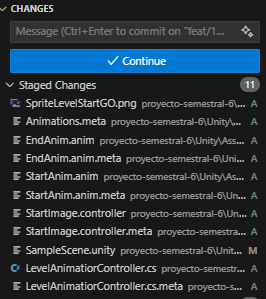 CHANGES
Message (Ctrl+Enter to commit on "feat/1...
Continue
Staged Changes 11
SpriteLevelStartGO.png proyecto-semestral-6\... A
Animations.meta proyecto-semestral-6\Unity\... A
EndAnim.anim proyecto-semestral-6\Unity\Ass... A
EndAnim.anim.meta proyecto-semestral-6\Uni... A
StartAnim.anim proyecto-semestral-6\Unity\A... A
StartAnim.anim.meta proyecto-semestral-6\Un... A
StartImage.controller proyecto-semestral-6\Un... A
StartImage.controller.meta proyecto-semestral... A
SampleScene.unity proyecto-semestral-6\Unit... M
LevelAnimatiorController.cs proyecto-semestr... A
LevelAnimatiorController.cs.meta proyecto-se... A